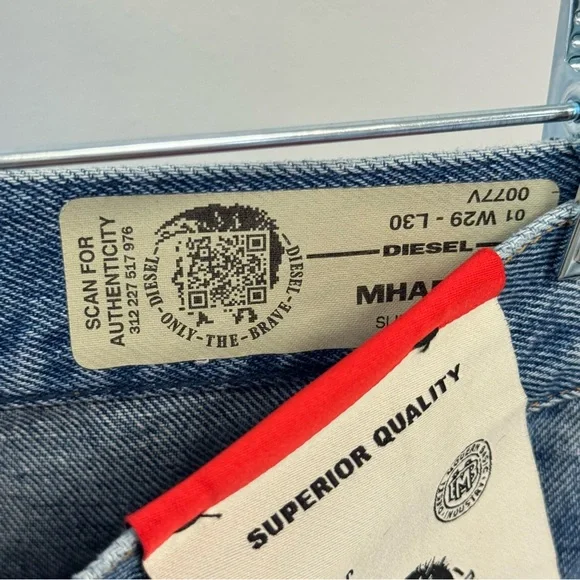 SCAN FOR
AUTHENTICITY
312 227 517 976
DIESEL
ONLY-THE-BRAVE
DIESEL
01 W29 - L30
0077V
DIESEL
SUPERIOR QUALITY